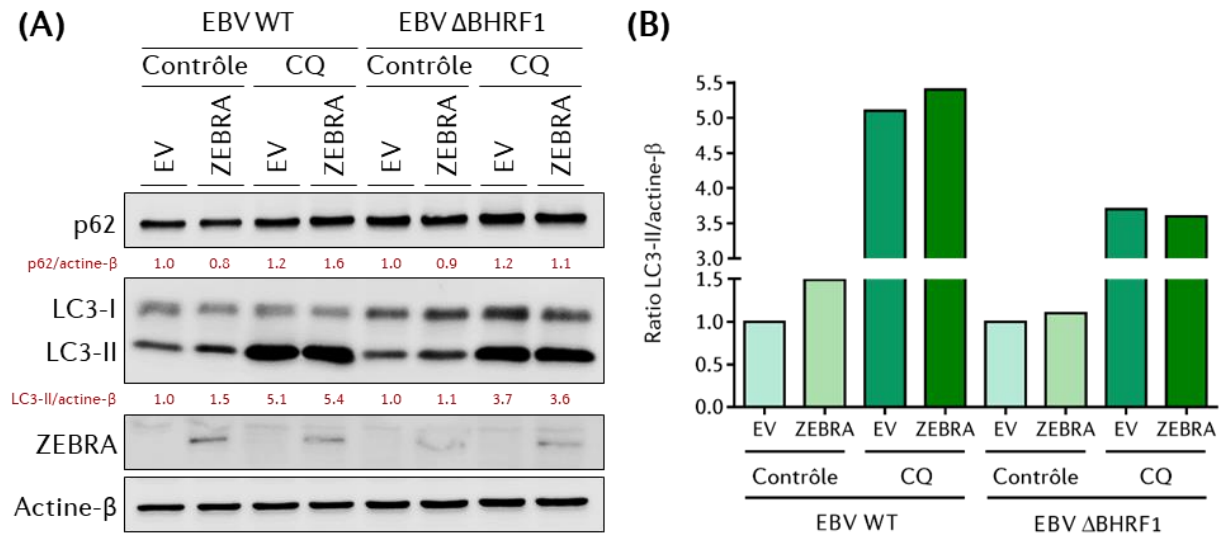 (A)
EBV WT EBV ΔBHRF1
Contrôle CQ Contrôle CQ
EV ZEBRA EV ZEBRA EV ZEBRA EV ZEBRA
p62
p62/actine-β 1.0 0.8 1.2 1.6 1.0 0.9 1.2 1.1
LC3-I
LC3-II
LC3-II/actine-β 1.0 1.5 5.1 5.4 1.0 1.1 3.7 3.6
ZEBRA
Actine-β
(B)
Ratio LC3-II/actine-β
5.5
5.0
4.5
4.0
3.5
3.0
1.5
1.0
0.5
0.0
EV ZEBRA EV ZEBRA EV ZEBRA EV ZEBRA
Contrôle CQ Contrôle CQ
EBV WT EBV ΔBHRF1